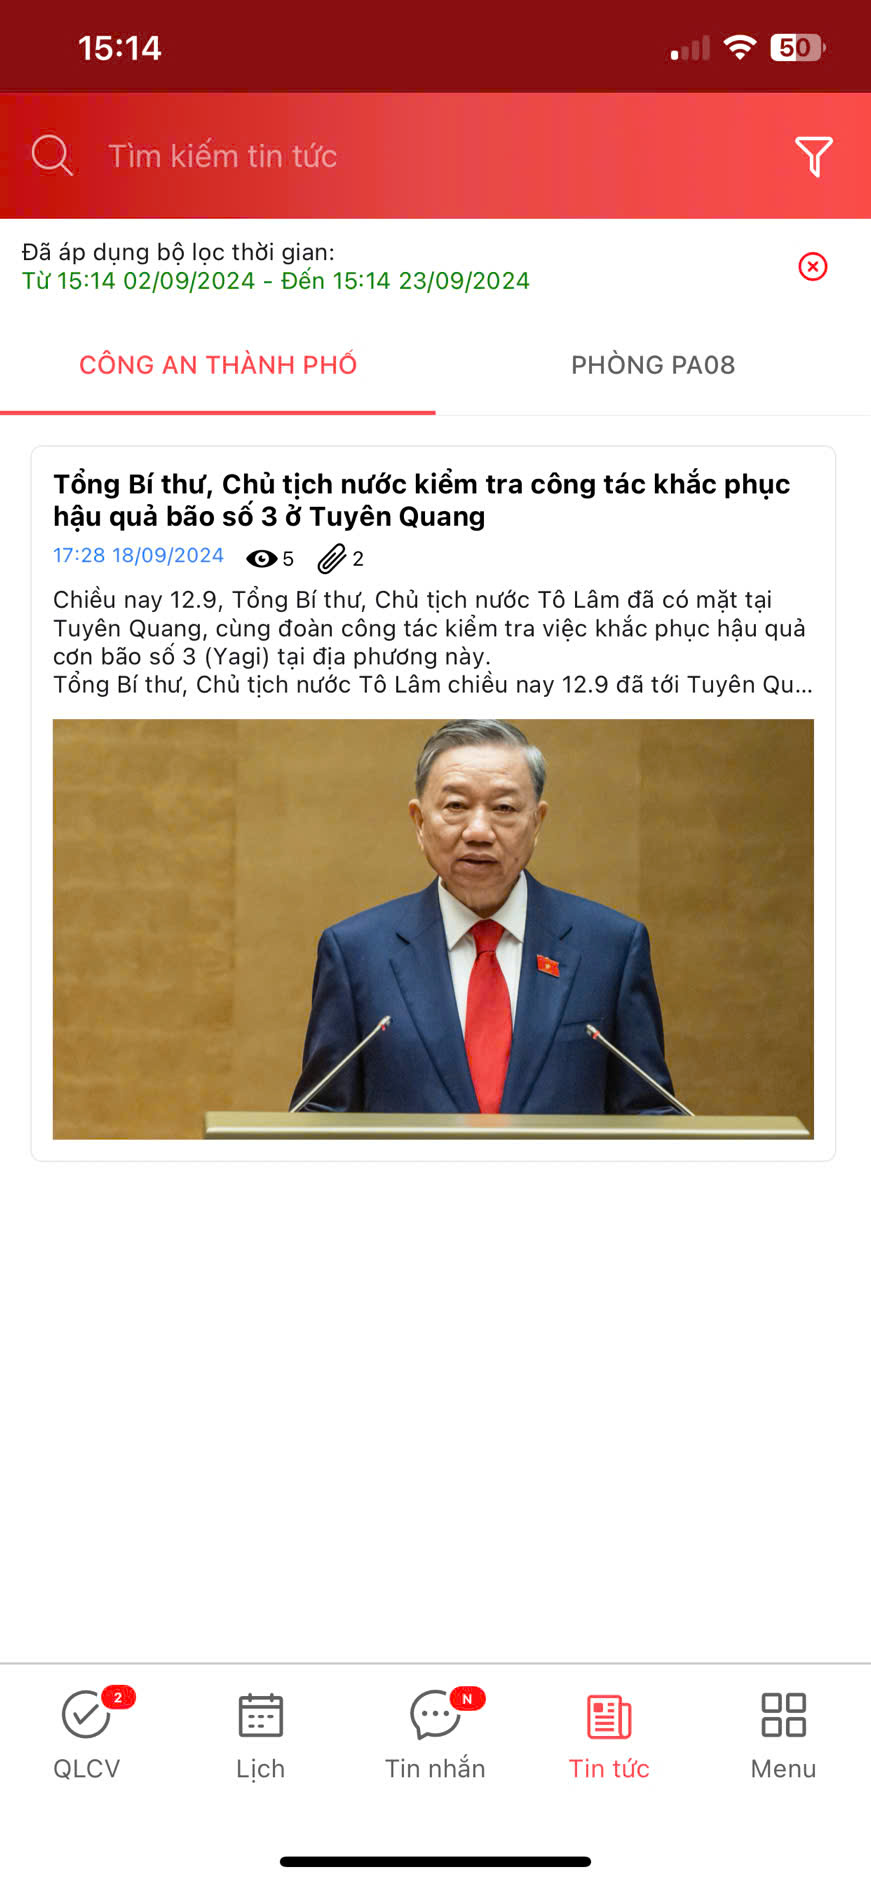 15:14
50
Tìm kiếm tin tức
Đã áp dụng bộ lọc thời gian:
Từ 15:14 02/09/2024 - Đến 15:14 23/09/2024
CÔNG AN THÀNH PHỐ
PHÒNG PA08
Tổng Bí thư, Chủ tịch nước kiểm tra công tác khắc phục
hậu quả bão số 3 ở Tuyên Quang
17:28 18/09/2024 5 2
Chiều nay 12.9, Tổng Bí thư, Chủ tịch nước Tô Lâm đã có mặt tại
Tuyên Quang, cùng đoàn công tác kiểm tra việc khắc phục hậu quả
cơn bão số 3 (Yagi) tại địa phương này.
Tổng Bí thư, Chủ tịch nước Tô Lâm chiều nay 12.9 đã tới Tuyên Qu...
2
N
QLCV
Lịch
Tin nhắn
Tin tức
Menu